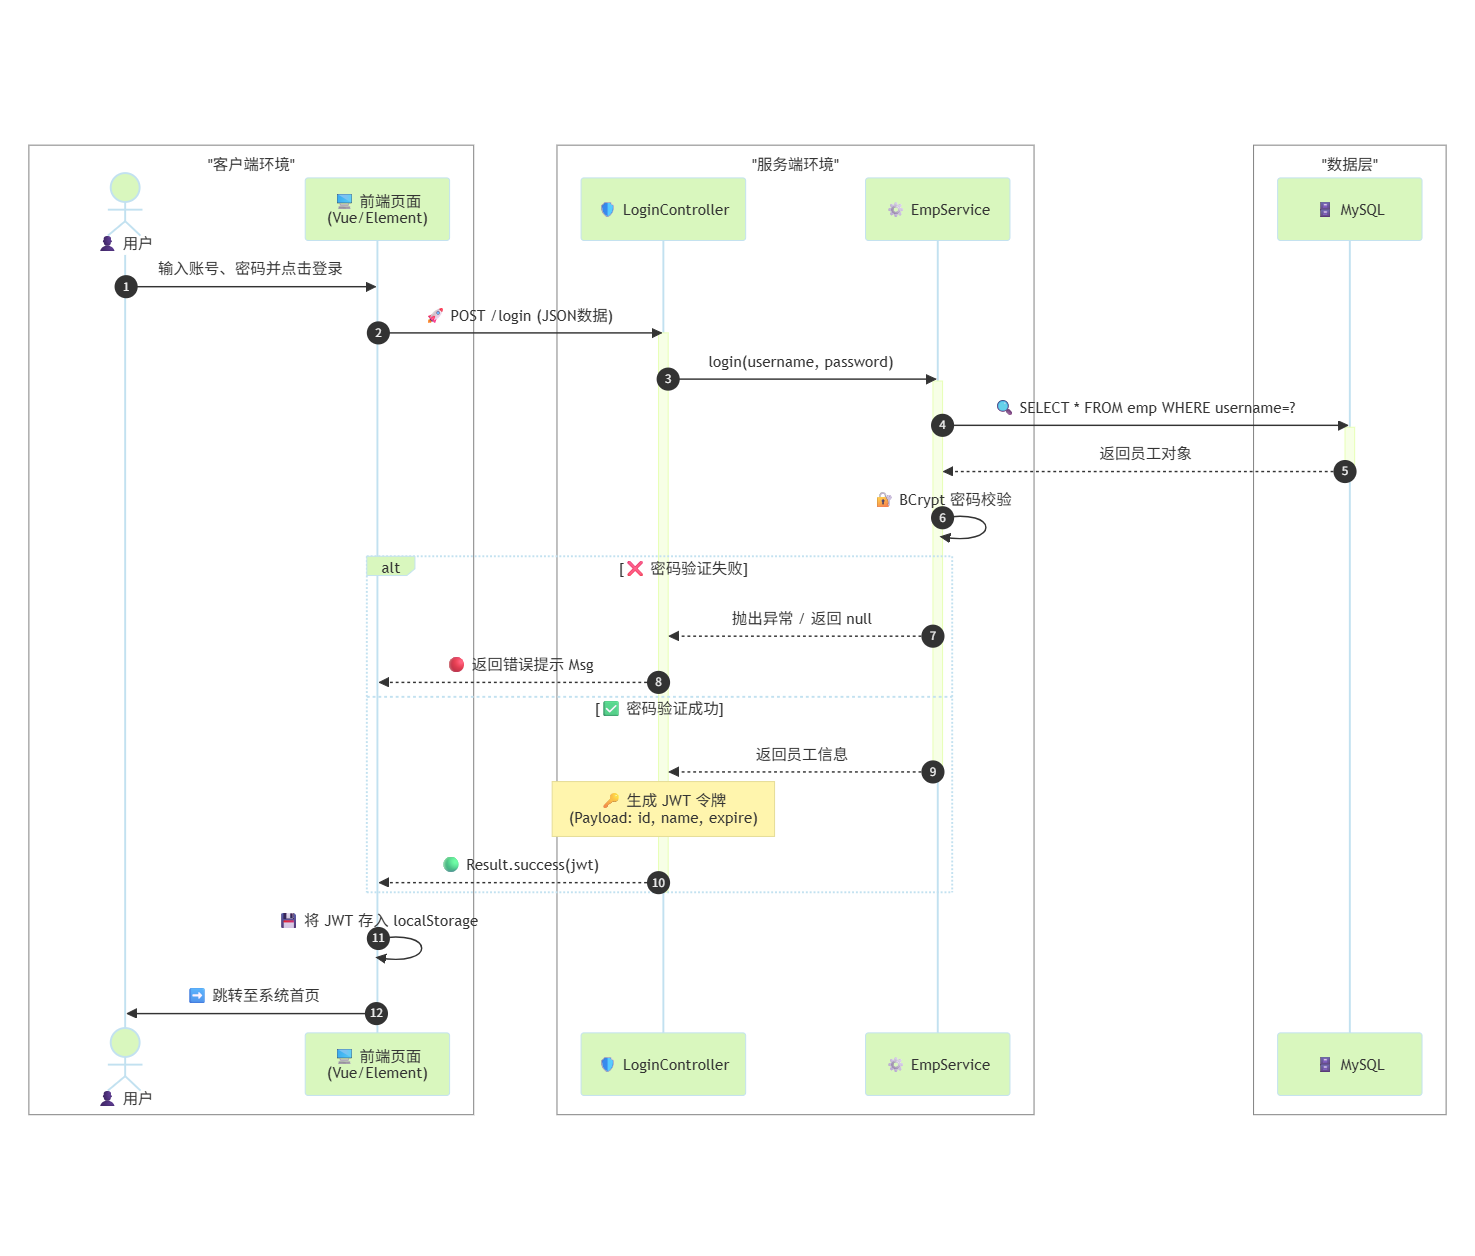 "客户端环境"
"服务端环境"
"数据层"
👤 用户
🖥️ 前端页面
(Vue/Element)
🛡️ LoginController
⚙️ EmpService
🗄️ MySQL
输入账号、密码并点击登录
1
🚀 POST /login (JSON数据)
2
login(username, password)
3
🔍 SELECT * FROM emp WHERE username=?
4
返回员工对象
5
🔐 BCrypt 密码校验
6
alt
[❌ 密码验证失败]
抛出异常 / 返回 null
7
🔴 返回错误提示 Msg
8
[✅ 密码验证成功]
返回员工信息
9
🔑 生成 JWT 令牌
(Payload: id, name, expire)
🟢 Result.success(jwt)
10
💾 将 JWT 存入 localStorage
11
➡️ 跳转至系统首页
12
👤 用户
🖥️ 前端页面
(Vue/Element)
🛡️ LoginController
⚙️ EmpService
🗄️ MySQL